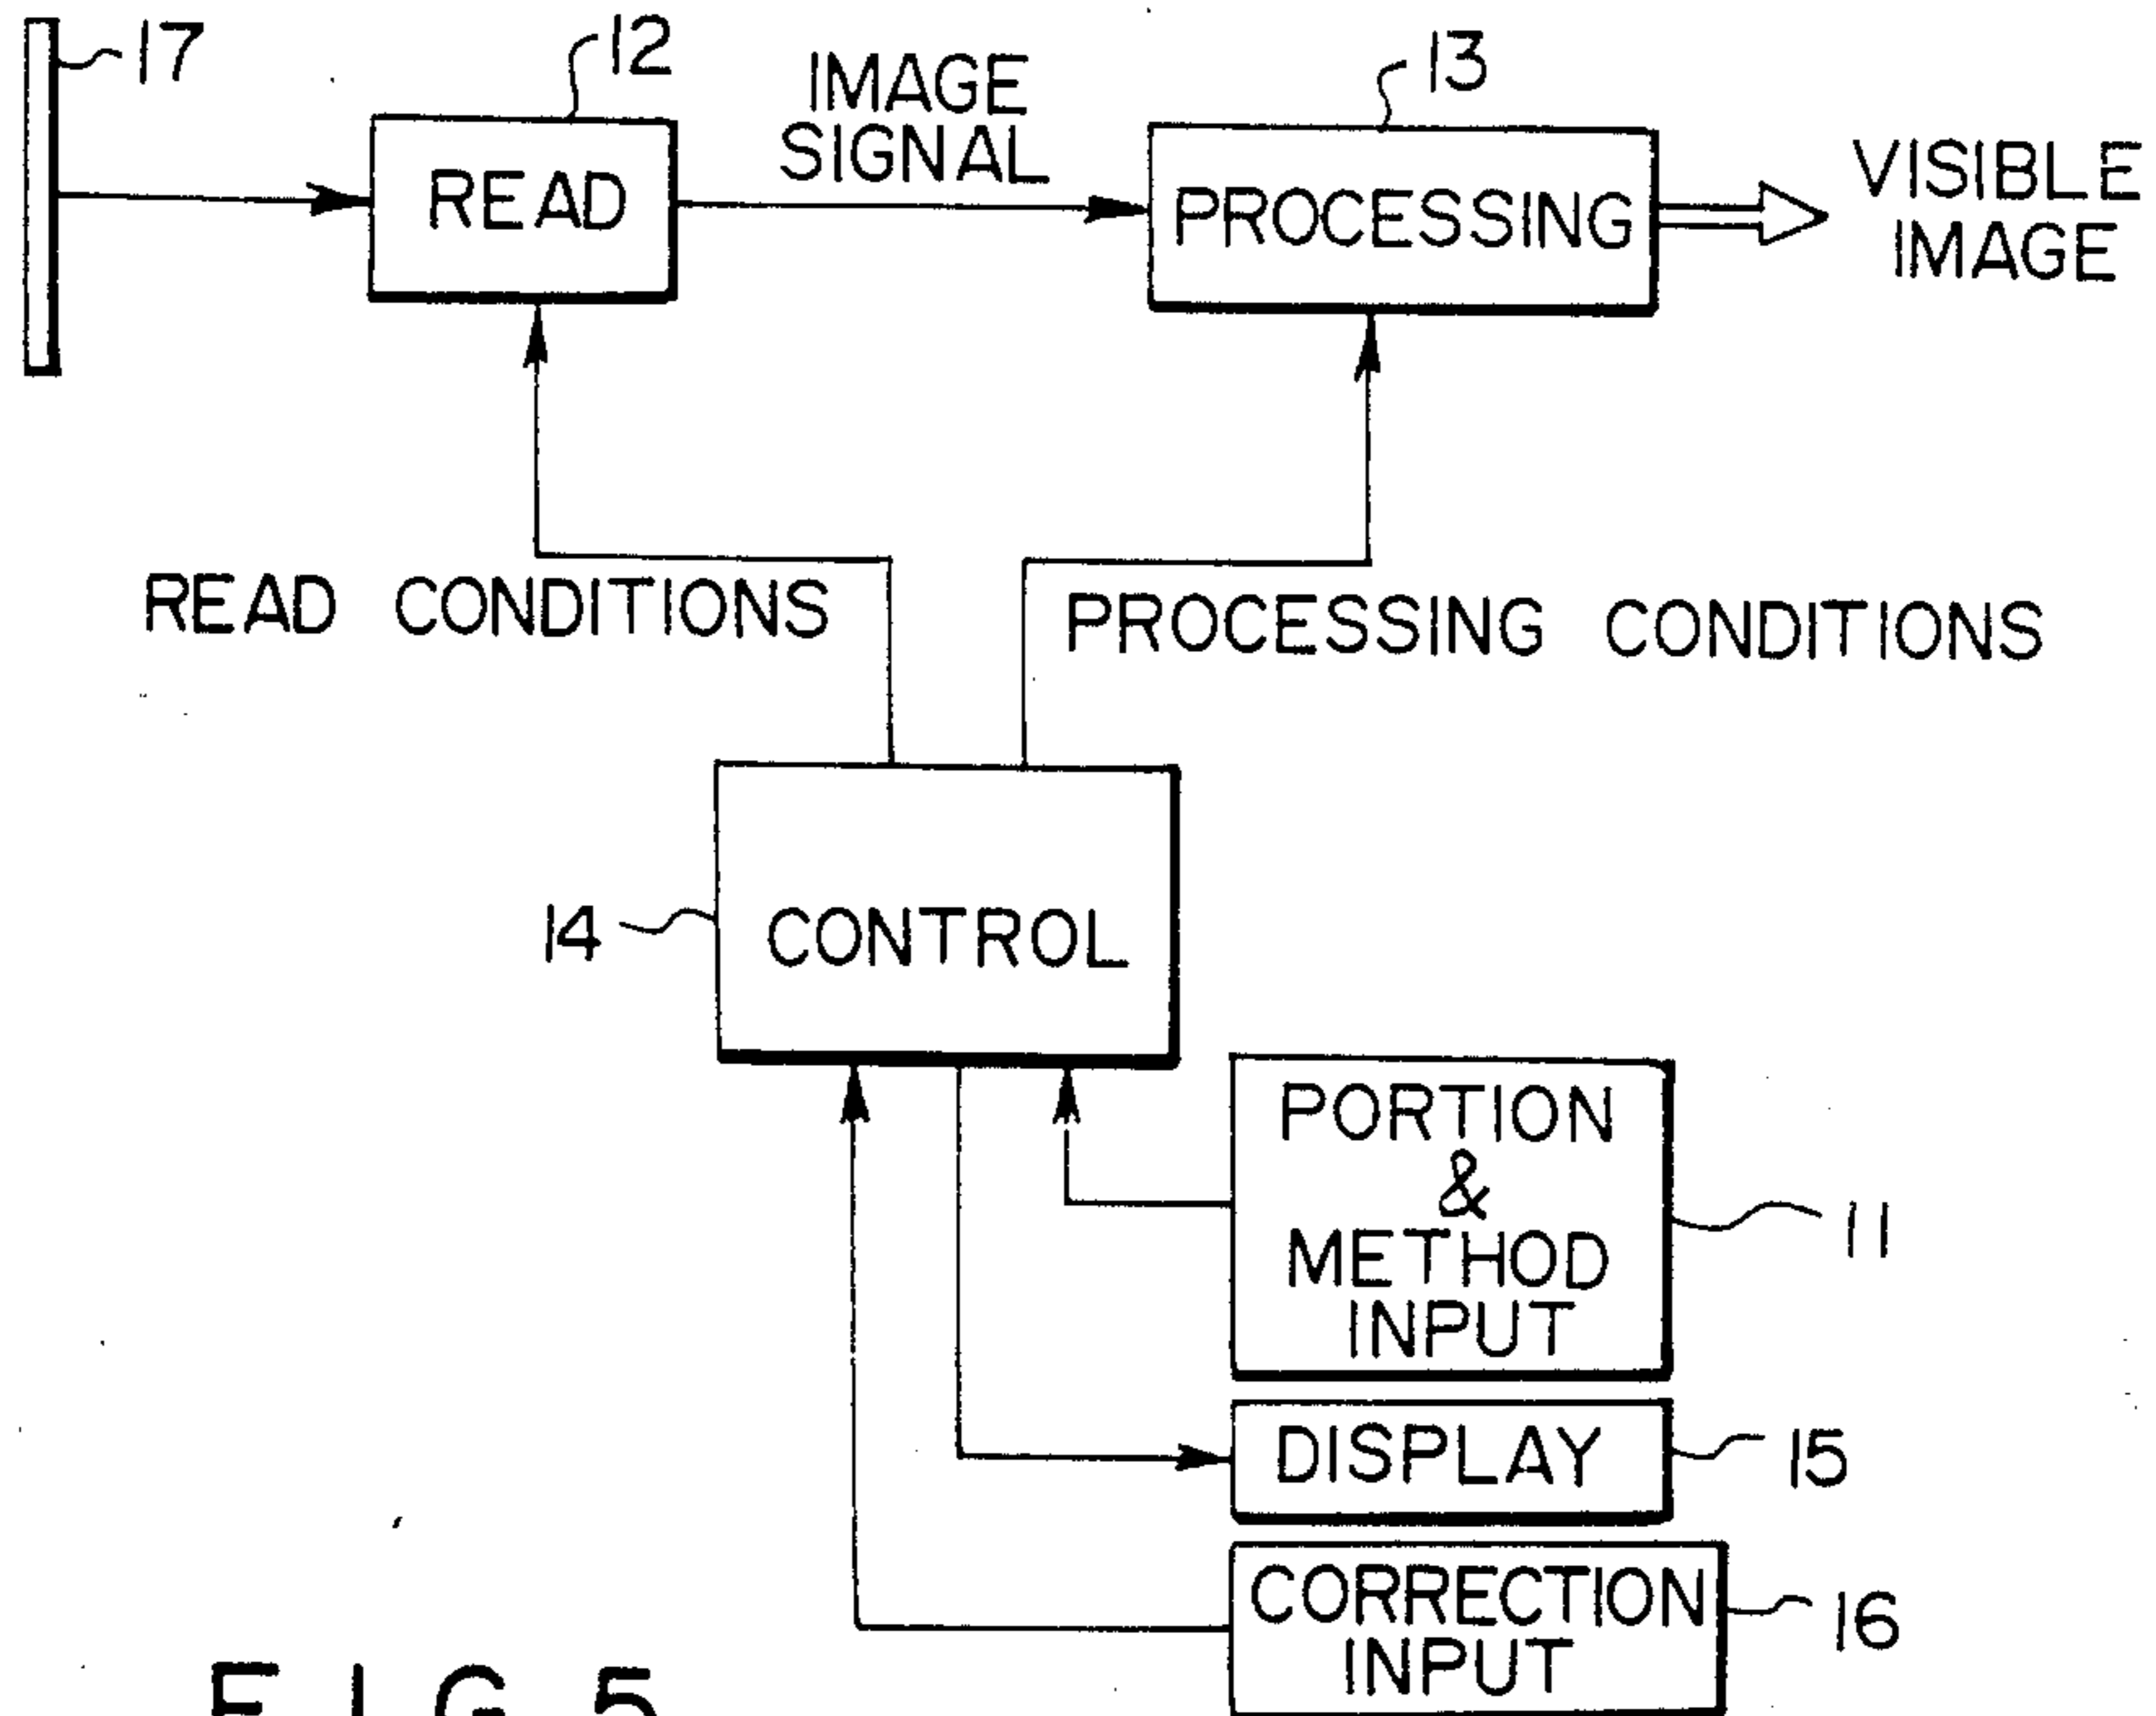 17
12
IMAGE
SIGNAL
13
READ
PROCESSING
VISIBLE
IMAGE
READ CONDITIONS
PROCESSING CONDITIONS
14
CONTROL
PORTION
&
METHOD
INPUT
11
DISPLAY
15
CORRECTION
INPUT
16
FIG 5